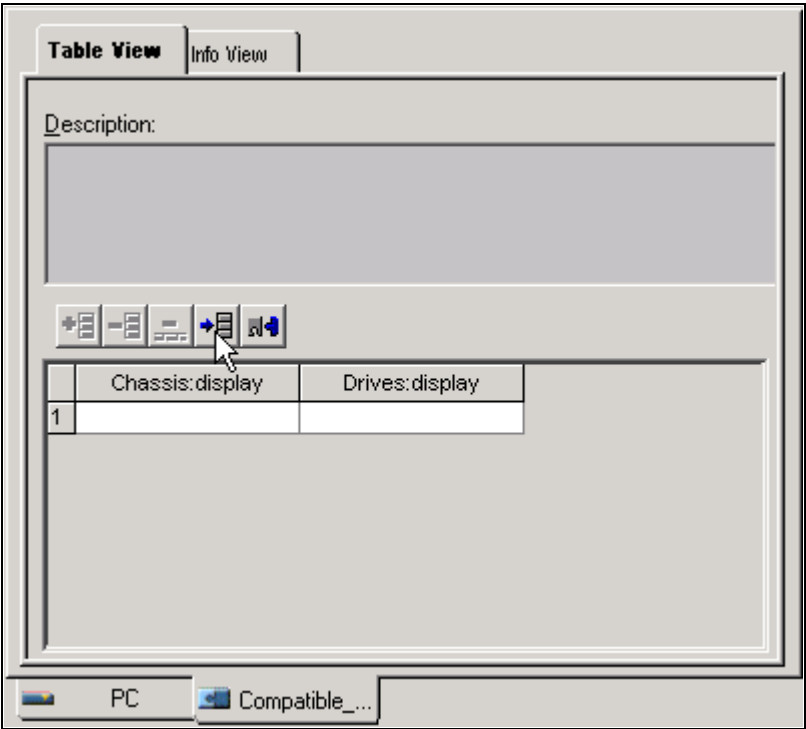 Table View
Info View
Description:
Chassis:display Drives:display
1
PC Compatible_...